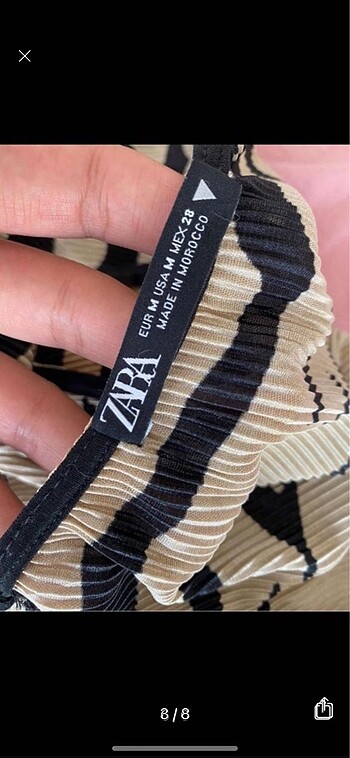 ZARA
EUR M USA M MEX 28
MADE IN MOROCCO
8/8